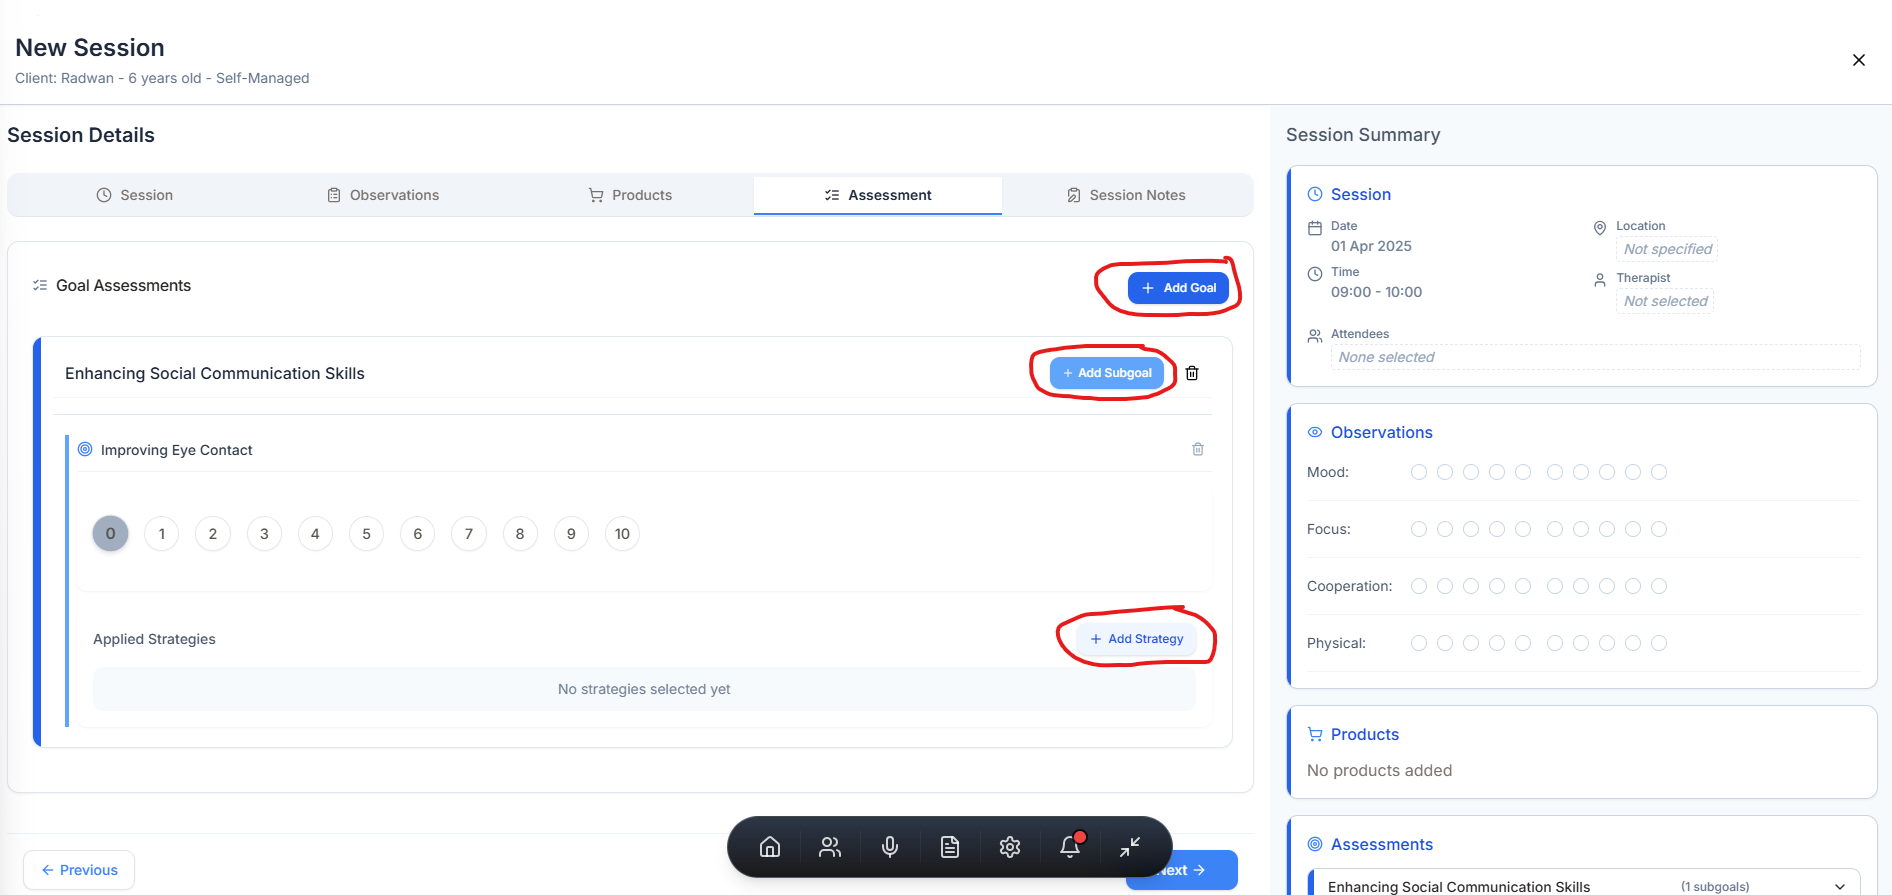 New Session
Client: Radwan - 6 years old - Self-Managed
Session Details
Session
Observations
Products
Assessment
Session Notes
Goal Assessments
+ Add Goal
Enhancing Social Communication Skills
+ Add Subgoal
Improving Eye Contact
0 1 2 3 4 5 6 7 8 9 10
Applied Strategies
+ Add Strategy
No strategies selected yet
← Previous
Next →
Session Summary
Session
Date
01 Apr 2025
Location
Not specified
Time
09:00 - 10:00
Therapist
Not selected
Attendees
None selected
Observations
Mood:
Focus:
Cooperation:
Physical:
Products
No products added
Assessments
Enhancing Social Communication Skills (1 subgoals)